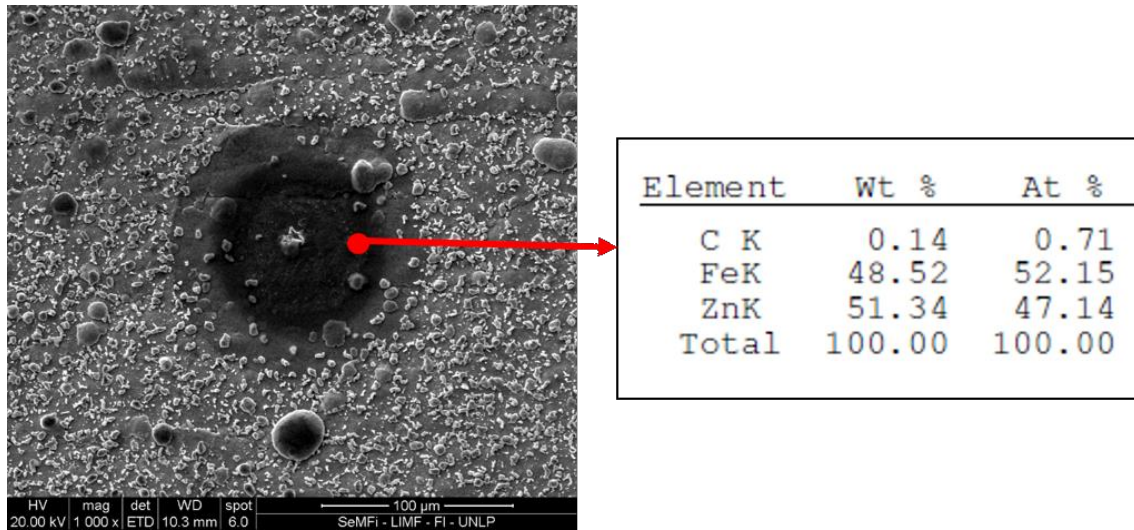 Element Wt % At %
C K 0.14 0.71
FeK 48.52 52.15
ZnK 51.34 47.14
Total 100.00 100.00
HV mag det WD spot 100 µm
20.00 kV 1 000 x ETD 10.3 mm 6.0 SeMFi - LIMF - FI - UNLP